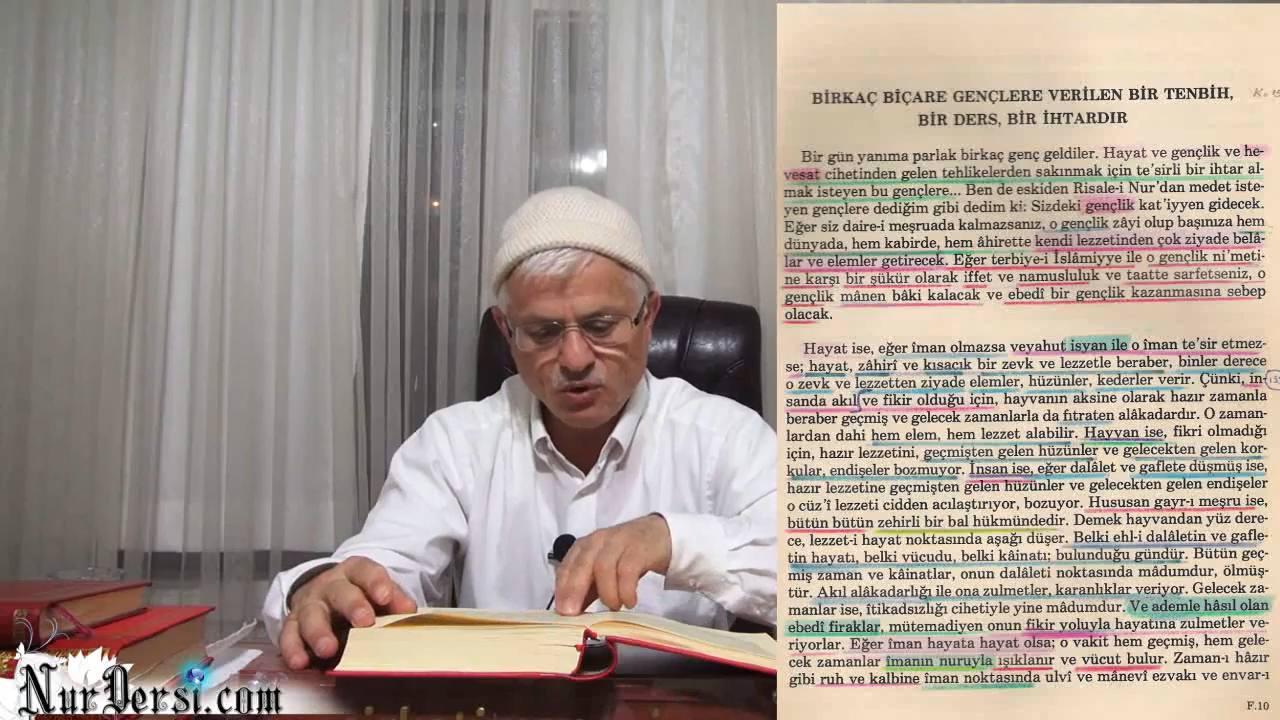 BİRKAÇ BİÇARE GENÇLERE VERİLEN BİR TENBİH,
BİR DERS, BİR İHTARDIR
Bir gün yanıma parlak birkaç genç geldiler. Hayat ve gençlik ve he-
vesat cihetinden gelen tehlikelerden sakınmak için te'sirli bir ihtar al-
mak isteyen bu gençlere... Ben de eskiden Risale-i Nur'dan medet iste-
yen gençlere dediğim gibi dedim ki: Sizdeki gençlik kat'iyyen gidecek.
Eğer siz daire-i meşruada kalmazsanız, o gençlik zâyi olup başınıza hem
dünyada, hem kabirde, hem âhirette kendi lezzetinden çok ziyade belâ-
lar ve elemler getirecek. Eğer terbiye-i İslâmiyye ile o gençlik ni'meti-
ne karşı bir şükür olarak iffet ve namusluluk ve taatte sarfetseniz, o
gençlik mânen bâki kalacak ve ebedî bir gençlik kazanmasına sebep
olacak.
Hayat ise, eğer îman olmazsa veyahut isyan ile o îman te'sir etmez-
se; hayat, zâhirî ve kısacık bir zevk ve lezzetle beraber, binler derece
o zevk ve lezzetten ziyade elemler, hüzünler, kederler verir. Çünki, in-
sanda akıl ve fikir olduğu için, hayvanın aksine olarak hazır zamanla
beraber geçmiş ve gelecek zamanlarla da fıtraten alâkadardır. O zaman-
lardan dahi hem elem, hem lezzet alabilir. Hayvan ise, fikri olmadığı
için, hazır lezzetini, geçmişten gelen hüzünler ve gelecekten gelen kor-
kular, endişeler bozmuyor. İnsan ise, eğer dalâlet ve gaflete düşmüş ise,
hazır lezzetine geçmişten gelen hüzünler ve gelecekten gelen endişeler
o cüz'î lezzeti cidden acılaştırıyor, bozuyor. Hususan gayr-ı meşru ise,
bütün bütün zehirli bir bal hükmündedir. Demek hayvandan yüz dere-
ce, lezzet-i hayat noktasında aşağı düşer. Belki ehl-i dalâletin ve gafle-
tin hayatı, belki vücudu, belki kâinatı; bulunduğu gündür. Bütün geç-
miş zaman ve kâinatlar, onun dalâleti noktasında mâdumdur, ölmüş-
tür. Akıl alâkadarlığı ile ona zulmetler, karanlıklar veriyor. Gelecek za-
manlar ise, îtikadsızlığı cihetiyle yine mâdumdur. Ve ademle hâsıl olan
ebedî firaklar, mütemadiyen onun fikir yoluyla hayatına zulmetler ve-
riyorlar. Eğer îman hayata hayat olsa; o vakit hem geçmiş, hem gele-
cek zamanlar îmanın nuruyla ışıklanır ve vücut bulur. Zaman-ı hâzır
gibi ruh ve kalbine îman noktasında ulvî ve mânevî ezvakı ve envar-ı
F.10
NurDersi.com